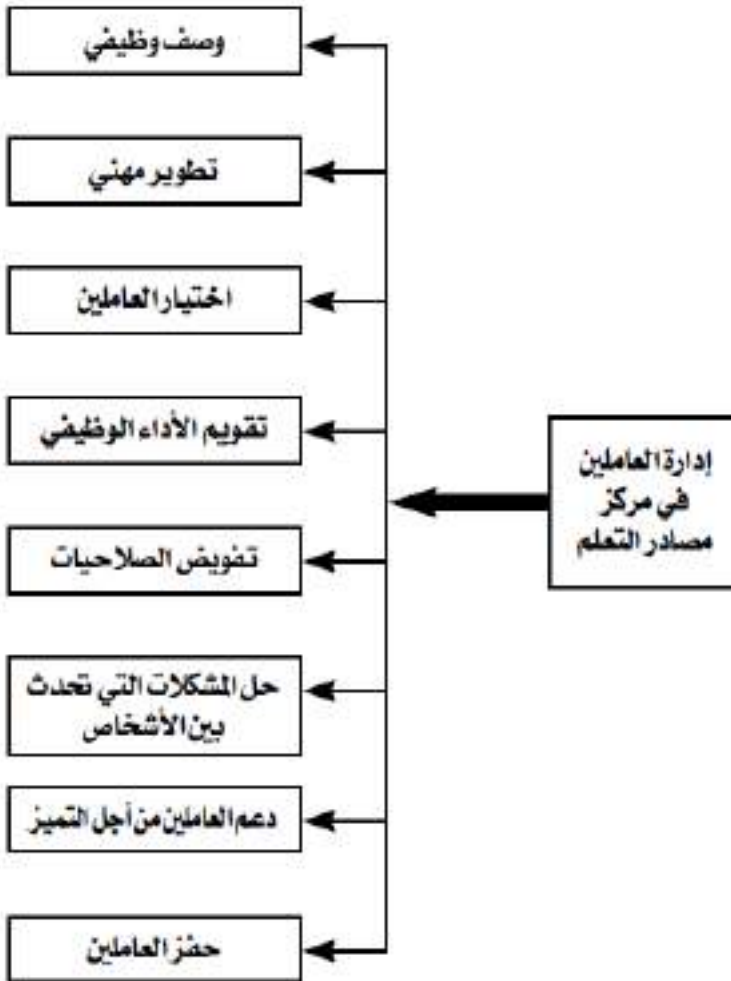 إدارة العاملين
في مركز
مصادر التعلم
وصف وظيفي
تطوير مهني
اختيار العاملين
تقويم الأداء الوظيفي
تفويض الصلاحيات
حل المشكلات التي تحدث
بين الأشخاص
دعم العاملين من أجل التميز
حفز العاملين